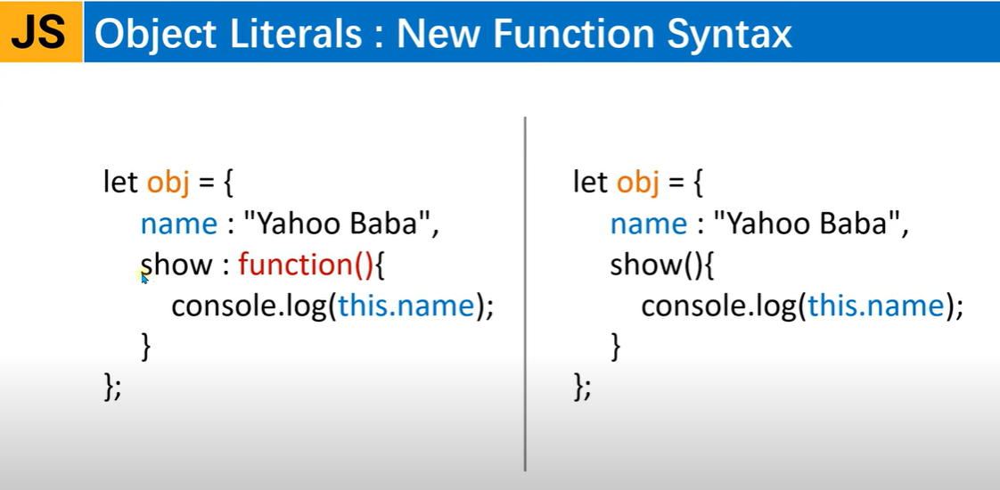 JS Object Literals : New Function Syntax
let obj = {
name : "Yahoo Baba",
show : function(){
console.log(this.name);
}
};
let obj = {
name : "Yahoo Baba",
show(){
console.log(this.name);
}
};